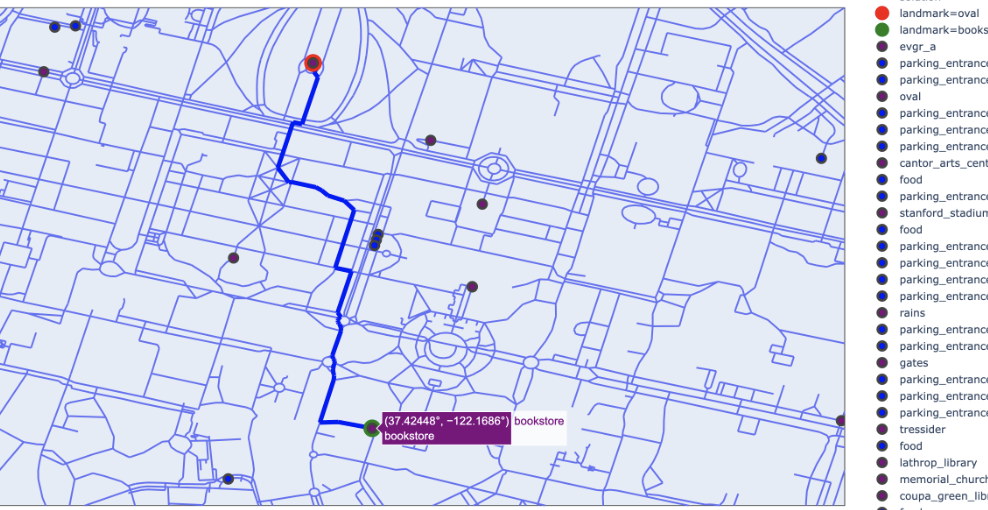 (37.42448°, −122.1686°) bookstore
bookstore
landmark=oval
landmark=books
evgr_a
parking_entrance
parking_entrance
oval
parking_entrance
parking_entrance
parking_entrance
cantor_arts_cent
food
parking_entrance
stanford_stadium
food
parking_entrance
parking_entrance
parking_entrance
parking_entrance
rains
parking_entrance
parking_entrance
gates
parking_entrance
parking_entrance
parking_entrance
tressider
food
lathrop_library
memorial_church
coupa_green_libr